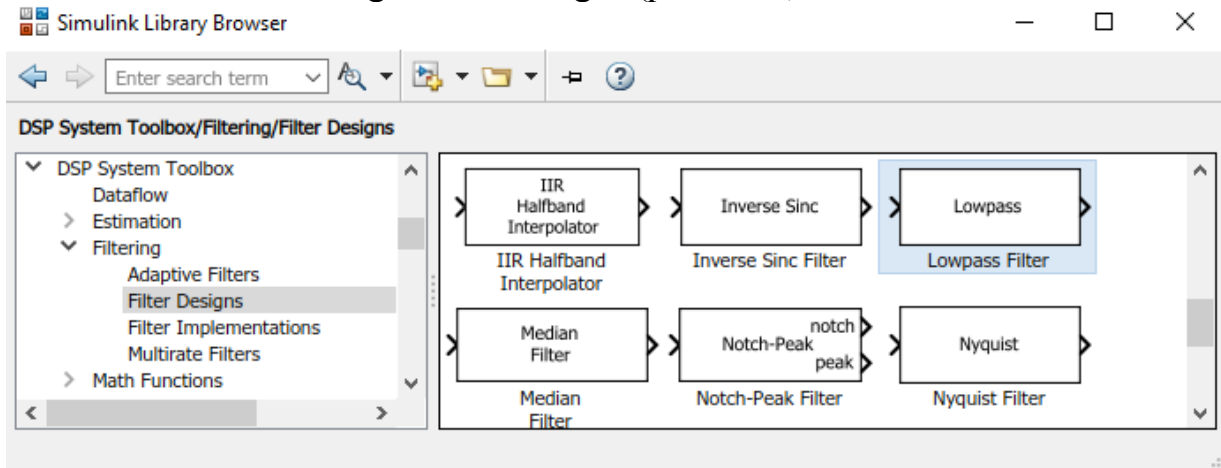 Simulink Library Browser
Enter search term
DSP System Toolbox/Filtering/Filter Designs
DSP System Toolbox
Dataflow
Estimation
Filtering
Adaptive Filters
Filter Designs
Filter Implementations
Multirate Filters
Math Functions
IIR
Halfband
Interpolator
IIR Halfband
Interpolator
Inverse Sinc
Inverse Sinc Filter
Lowpass
Lowpass Filter
Median
Filter
Median
Filter
notch
Notch-Peak
peak
Notch-Peak Filter
Nyquist
Nyquist Filter